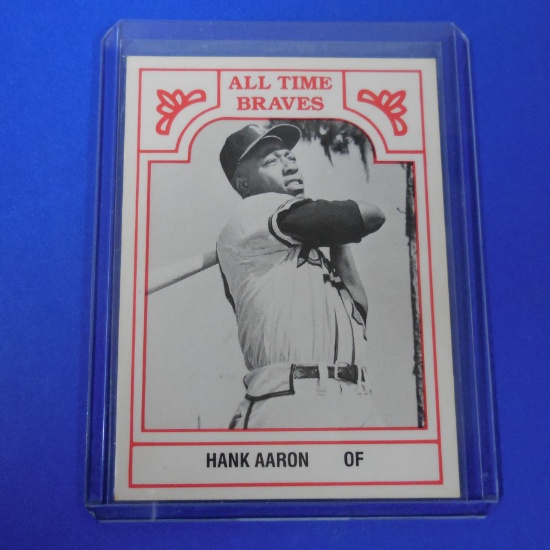 ALL TIME
BRAVES
HANK AARON OF